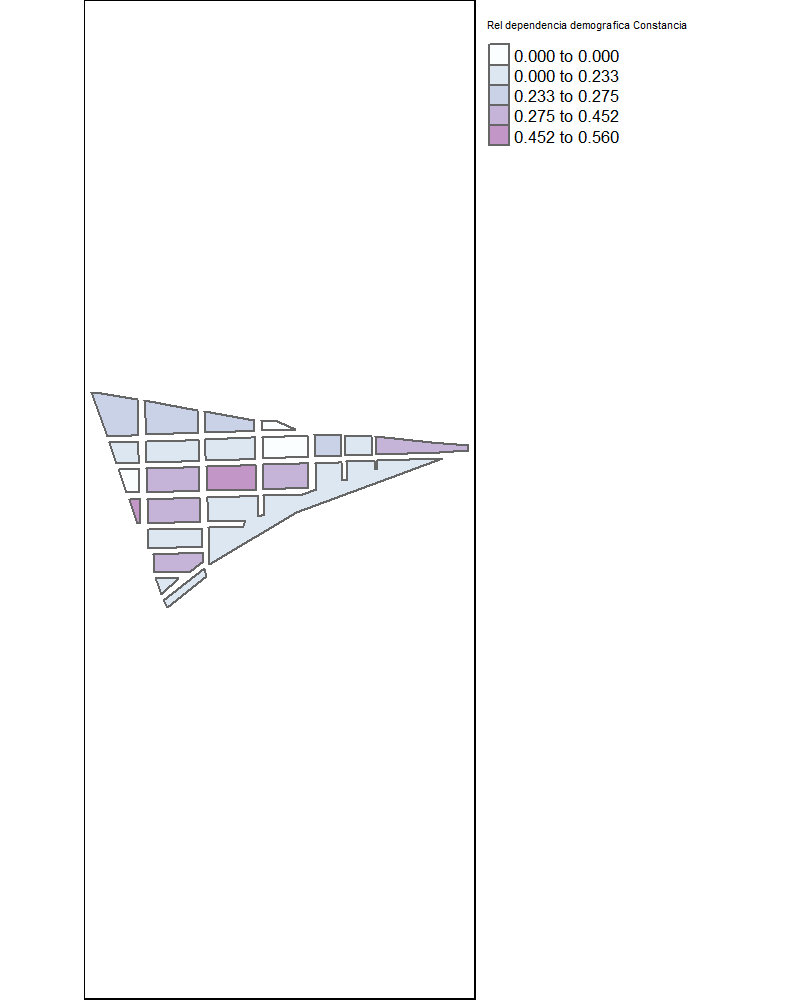 Rel dependencia demografica Constancia
0.000 to 0.000
0.000 to 0.233
0.233 to 0.275
0.275 to 0.452
0.452 to 0.560